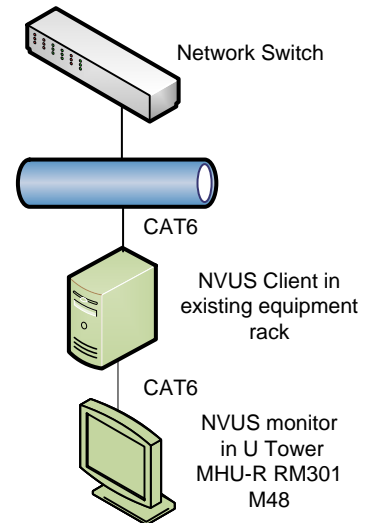 Network Switch
CAT6
NVUS Client in
existing equipment
rack
CAT6
NVUS monitor
in U Tower
MHU-R RM301
M48